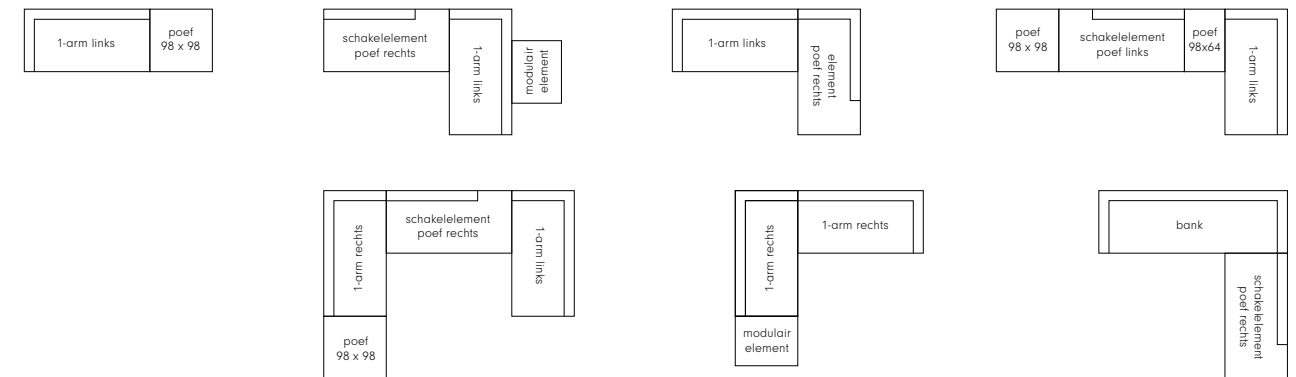 1-arm links
poef
98 x 98
schakelelement
poef rechts
1-arm links
modulair
element
1-arm links
element
poef rechts
poef
98 x 98
schakelelement
poef links
poef
98x64
1-arm links
1-arm rechts
schakelelement
poef rechts
1-arm links
poef
98 x 98
1-arm rechts
1-arm rechts
modulair
element
bank
schakelelement
poef rechts